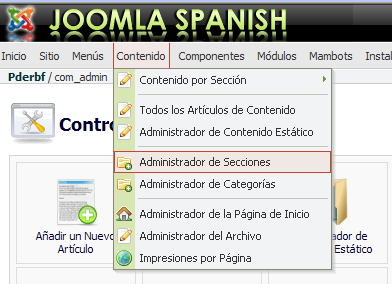 JOOMLA SPANISH
Inicio Sitio Menús Contenido Componentes Módulos Mambots Instal
Pderbf / com_admin
Contenido por Sección
Todos los Artículos de Contenido
Administrador de Contenido Estático
Contro
Administrador de Secciones
Administrador de Categorías
Administrador de la Página de Inicio
Administrador del Archivo
Impresiones por Página
Añadir un Nuevo
Artículo
ador de
Estático